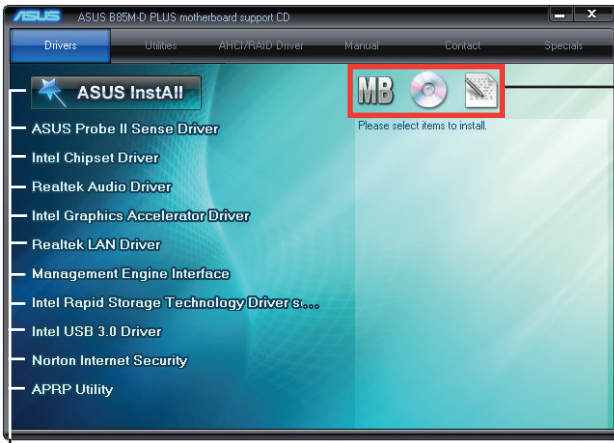 ASUS ASUS B85M-D PLUS motherboard support CD
Drivers Utilities AHCI/RAID Driver Manual Contact Specials
ASUS InstAll
MB
Please select items to install.
ASUS Probe II Sense Driver
Intel Chipset Driver
Realtek Audio Driver
Intel Graphics Accelerator Driver
Realtek LAN Driver
Management Engine Interface
Intel Rapid Storage Technology Driver s....
Intel USB 3.0 Driver
Norton Internet Security
APRP Utility